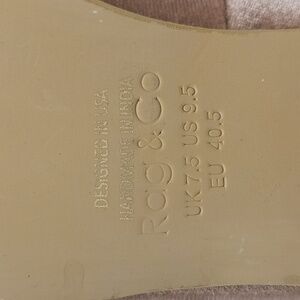 DESIGNED IN USA
HANDMADE IN INDIA
Rag & Co
UK 7.5 US 9.5
EU 40.5